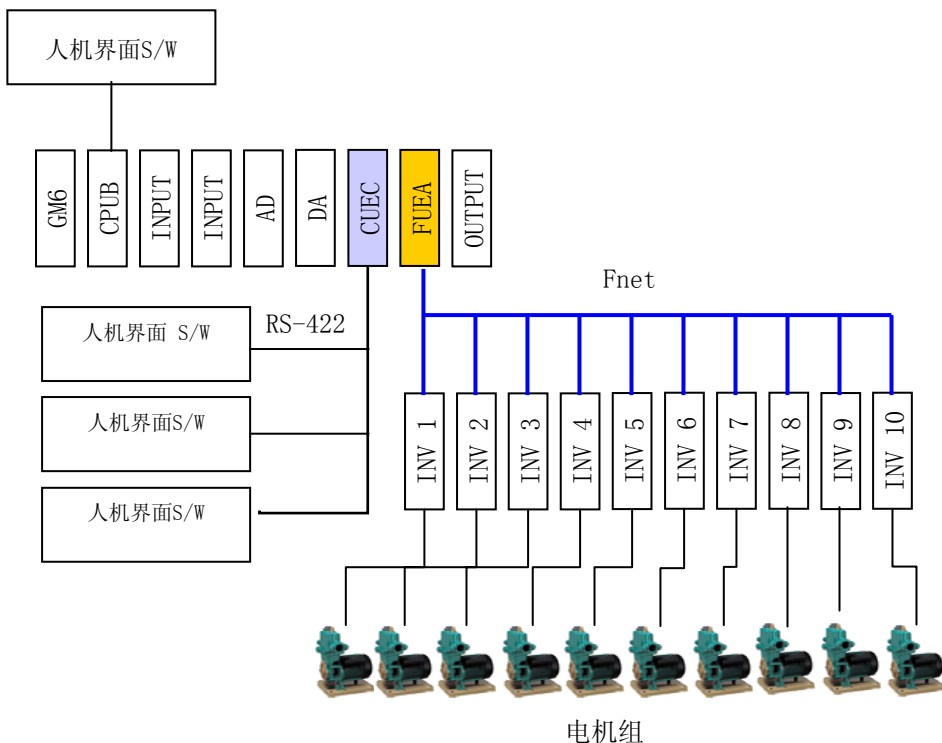 人机界面S/W
GM6
CPUB
INPUT
INPUT
AD
DA
CUEC
FUEA
OUTPUT
Fnet
人机界面 S/W
RS-422
人机界面S/W
人机界面S/W
INV 1
INV 2
INV 3
INV 4
INV 5
INV 6
INV 7
INV 8
INV 9
INV 10
电机组